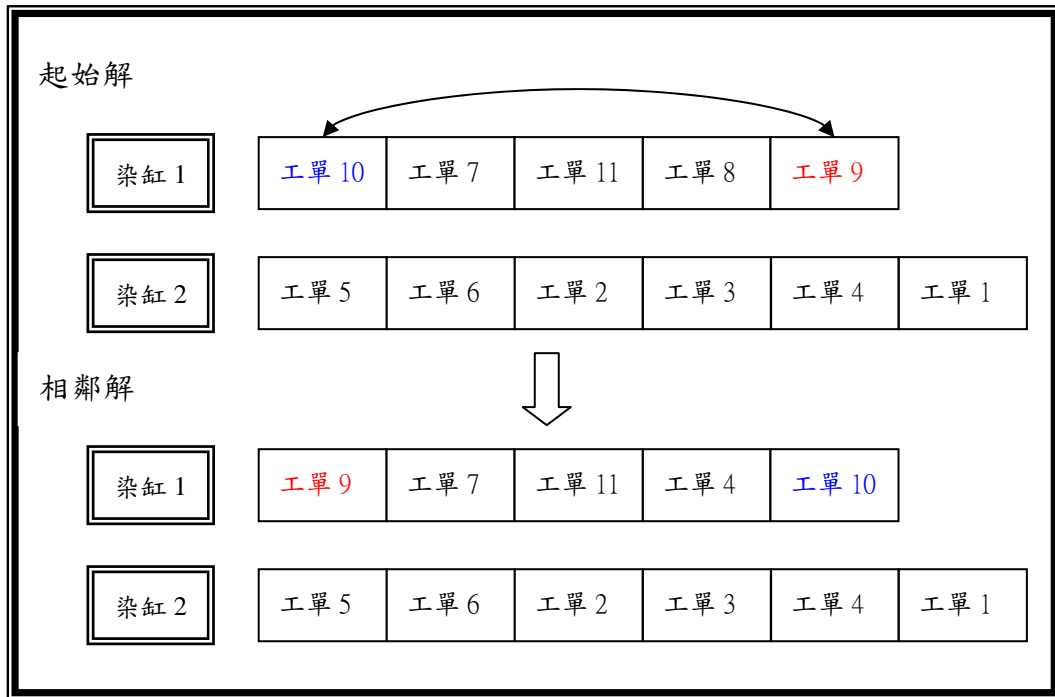 起始解
染缸 1 工單 10 工單 7 工單 11 工單 8 工單 9
染缸 2 工單 5 工單 6 工單 2 工單 3 工單 4 工單 1
相鄰解
染缸 1 工單 9 工單 7 工單 11 工單 4 工單 10
染缸 2 工單 5 工單 6 工單 2 工單 3 工單 4 工單 1